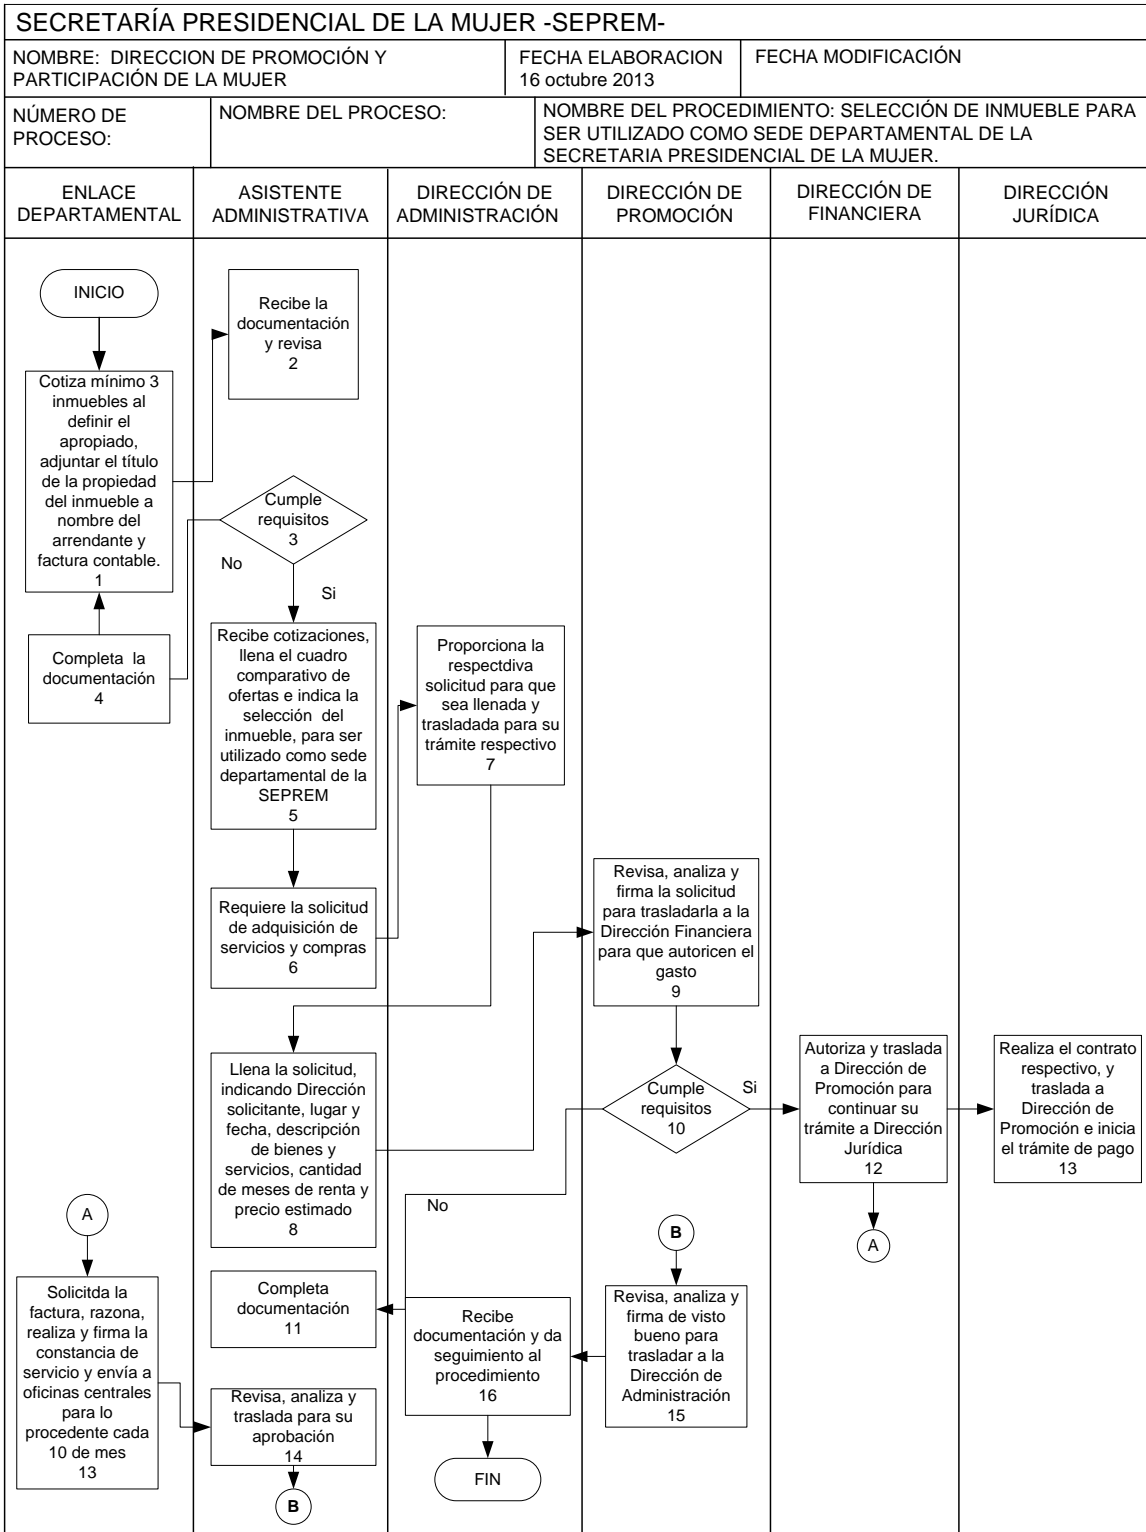 SECRETARÍA PRESIDENCIAL DE LA MUJER -SEPREM-
NOMBRE: DIRECCION DE PROMOCIÓN Y
PARTICIPACIÓN DE LA MUJER
FECHA ELABORACION
16 octubre 2013
FECHA MODIFICACIÓN
NÚMERO DE
PROCESO:
NOMBRE DEL PROCESO:
NOMBRE DEL PROCEDIMIENTO: SELECCIÓN DE INMUEBLE PARA
SER UTILIZADO COMO SEDE DEPARTAMENTAL DE LA
SECRETARIA PRESIDENCIAL DE LA MUJER.
ENLACE
DEPARTAMENTAL
ASISTENTE
ADMINISTRATIVA
DIRECCIÓN DE
ADMINISTRACIÓN
DIRECCIÓN DE
PROMOCIÓN
DIRECCIÓN DE
FINANCIERA
DIRECCIÓN
JURÍDICA
INICIO
Recibe la
documentación
y revisa
2
Cotiza mínimo 3
inmuebles al
definir el
apropiado,
adjuntar el título
de la propiedad
del inmueble a
nombre del
arrendante y
factura contable.
1
Cumple
requisitos
3
No
Si
Completa la
documentación
4
Recibe cotizaciones,
llena el cuadro
comparativo de
ofertas e indica la
selección del
inmueble, para ser
utilizado como sede
departamental de la
SEPREM
5
Proporciona la
respectdiva
solicitud para que
sea llenada y
trasladada para su
trámite respectivo
7
Requiere la solicitud
de adquisición de
servicios y compras
6
Revisa, analiza y
firma la solicitud
para trasladarla a la
Dirección Financiera
para que autoricen el
gasto
9
Llena la solicitud,
indicando Dirección
solicitante, lugar y
fecha, descripción
de bienes y
servicios, cantidad
de meses de renta y
precio estimado
8
Cumple
requisitos
10
Si
No
Autoriza y traslada
a Dirección de
Promoción para
continuar su
trámite a Dirección
Jurídica
12
Realiza el contrato
respectivo, y
traslada a
Dirección de
Promoción e inicia
el trámite de pago
13
A
A
B
Solicitda la
factura, razona,
realiza y firma la
constancia de
servicio y envía a
oficinas centrales
para lo
procedente cada
10 de mes
13
Completa
documentación
11
Recibe
documentación y da
seguimiento al
procedimiento
16
Revisa, analiza y
firma de visto
bueno para
trasladar a la
Dirección de
Administración
15
Revisa, analiza y
traslada para su
aprobación
14
FIN
B